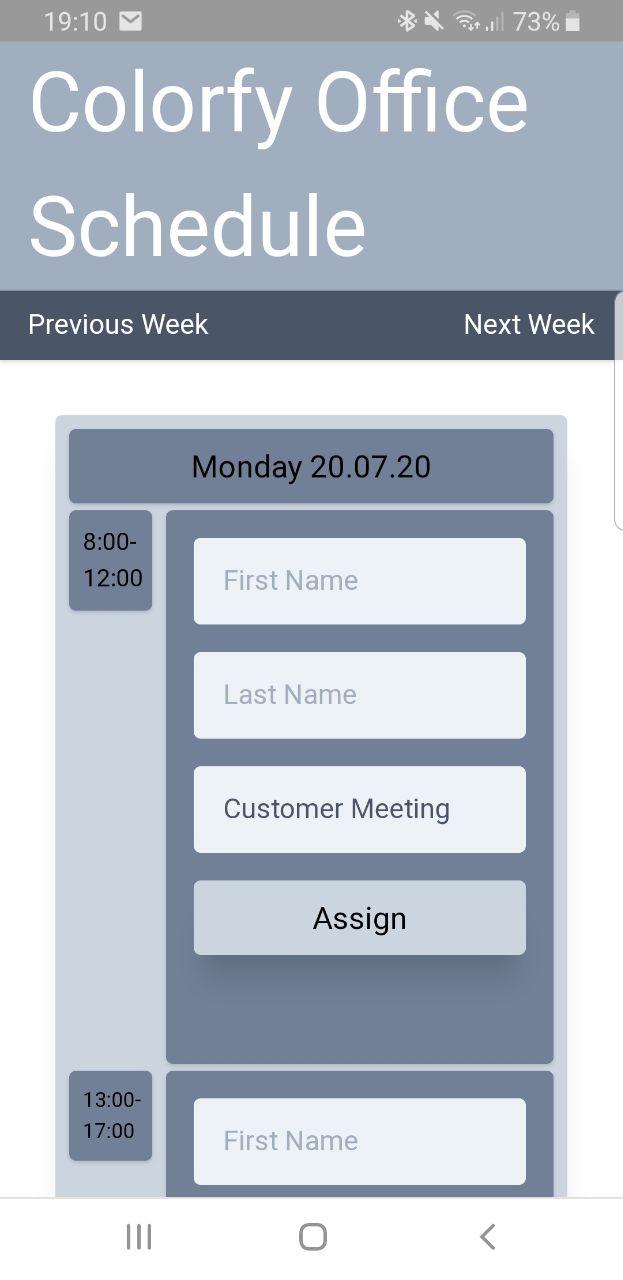 19:10
73%
Colorfy Office
Schedule
Previous Week
Next Week
Monday 20.07.20
8:00-
12:00
First Name
Last Name
Customer Meeting
Assign
13:00-
17:00
First Name